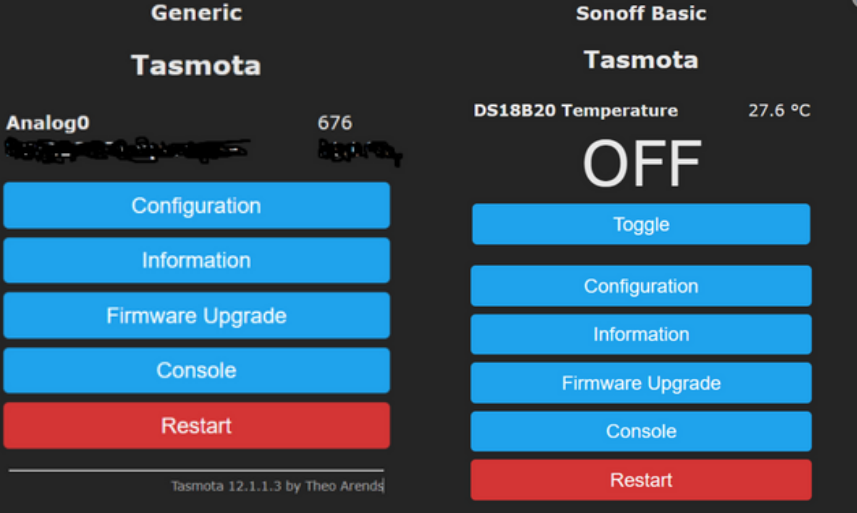 Generic
Tasmota
Analog0 676
Configuration
Information
Firmware Upgrade
Console
Restart
Tasmota 12.1.1.3 by Theo Arends
Sonoff Basic
Tasmota
DS18B20 Temperature 27.6 °C
OFF
Toggle
Configuration
Information
Firmware Upgrade
Console
Restart